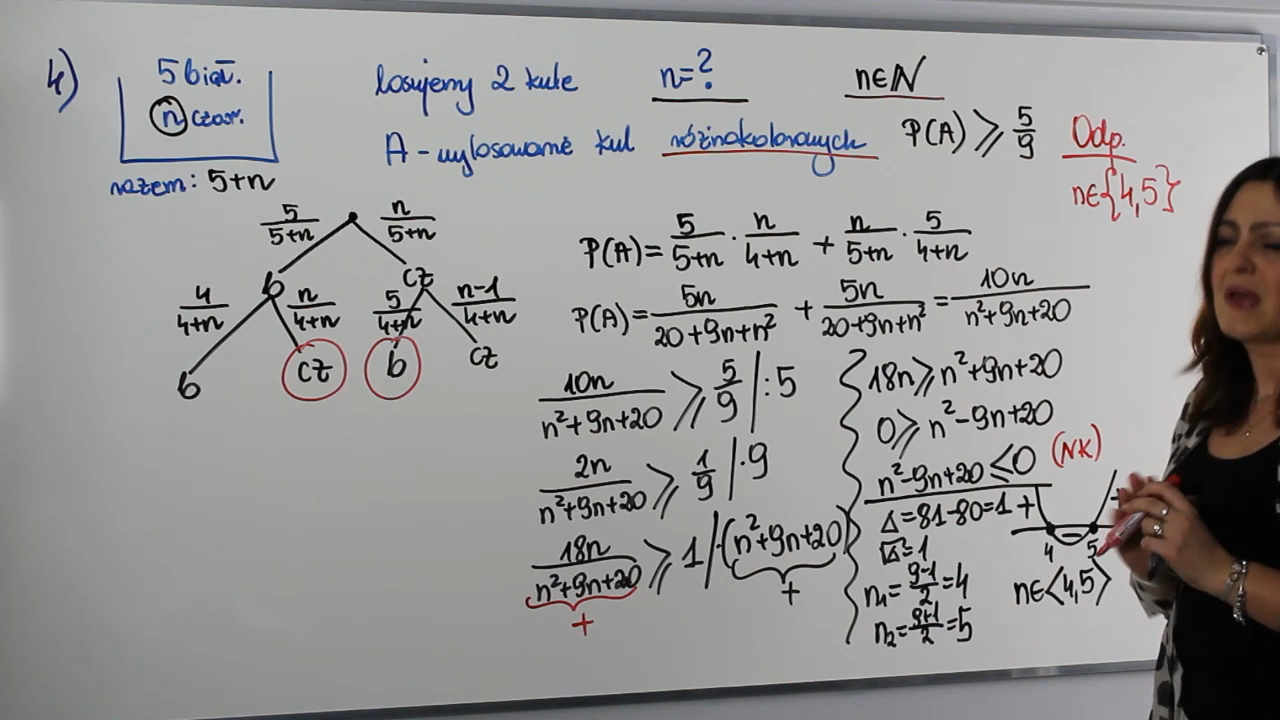 4)
5 biał.
n czar.
razem: 5+n
losujemy 2 kule
n=?
n∈N
A - wylosowanie kul różnokolorowych
P(A) ⩾ 5/9
Odp.
n∈{4,5}
5/5+n
n/5+n
b
cz
4/4+n
n/4+n
5/4+n
n-1/4+n
b
cz
b
cz
P(A)= 5/5+n · n/4+n + n/5+n · 5/4+n
P(A)= 5n/20+9n+n² + 5n/20+9n+n² = 10n/n²+9n+20
10n/n²+9n+20 ⩾ 5/9 |:5
2n/n²+9n+20 ⩾ 1/9 |·9
18n/n²+9n+20 ⩾ 1 |·(n²+9n+20)
+
+
18n⩾n²+9n+20
0⩾n²-9n+20
n²-9n+20⩽0 (NK)
Δ=81-80=1
√Δ=1
n₁=9-1/2=4
n₂=9+1/2=5
+ - +
4 5
n∈<4,5>